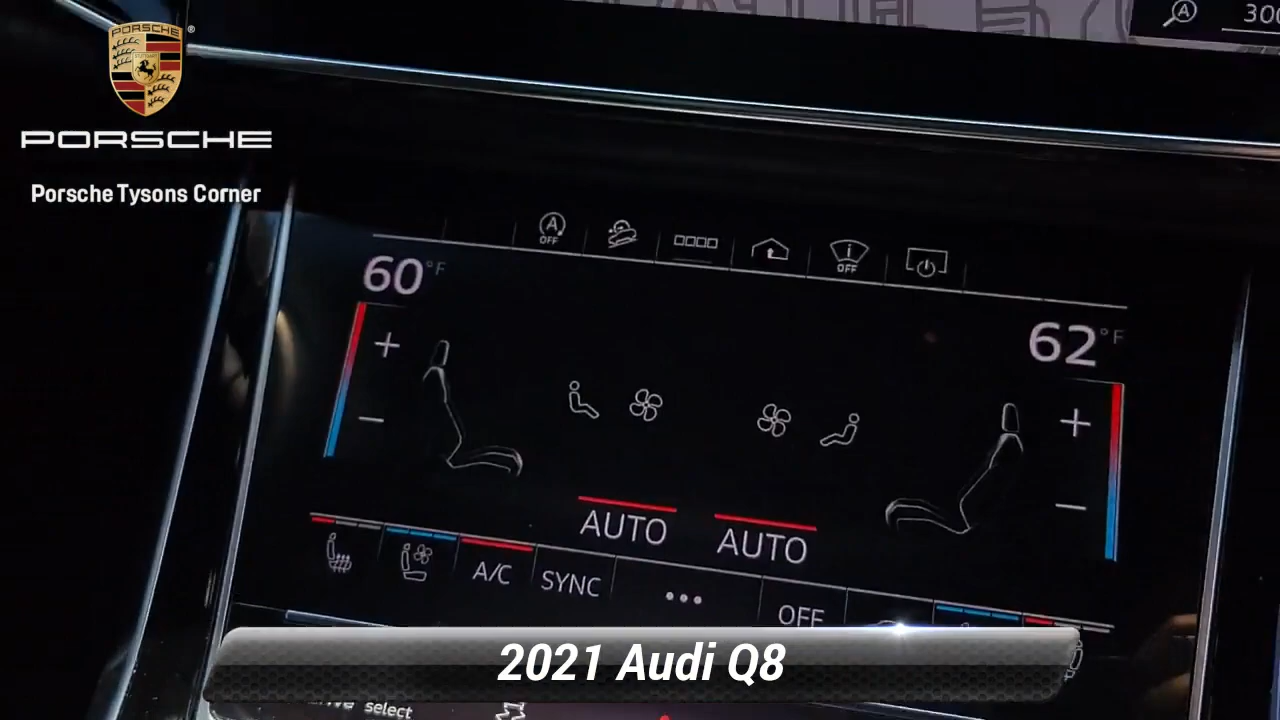 PORSCHE
PORSCHE
Porsche Tysons Corner
300
A
OFF
i
OFF
60°F
62°F
AUTO
AUTO
A/C
SYNC
OFF
2021 Audi Q8
select